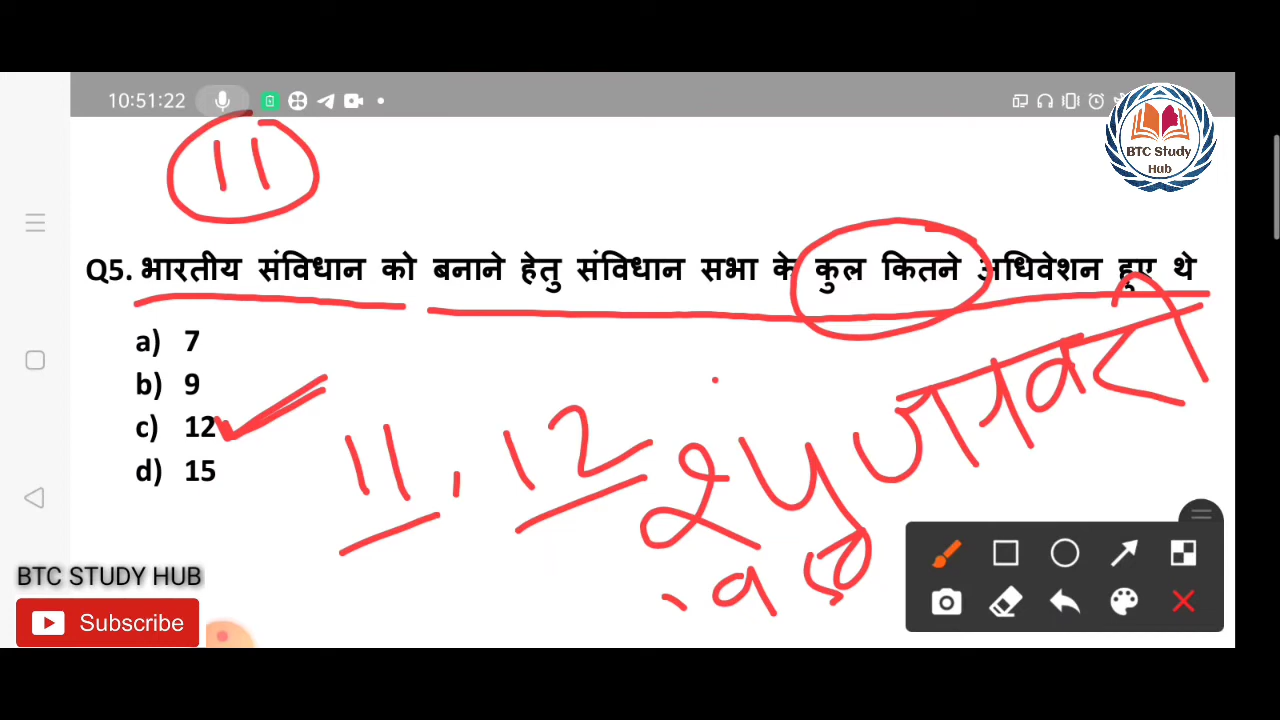 10:51:22
BTC Study
Hub
11
Q5. भारतीय संविधान को बनाने हेतु संविधान सभा के कुल कितने अधिवेशन हुए थे
a) 7
b) 9
c) 12
d) 15
11, 12
जनवरी
BTC STUDY HUB
Subscribe